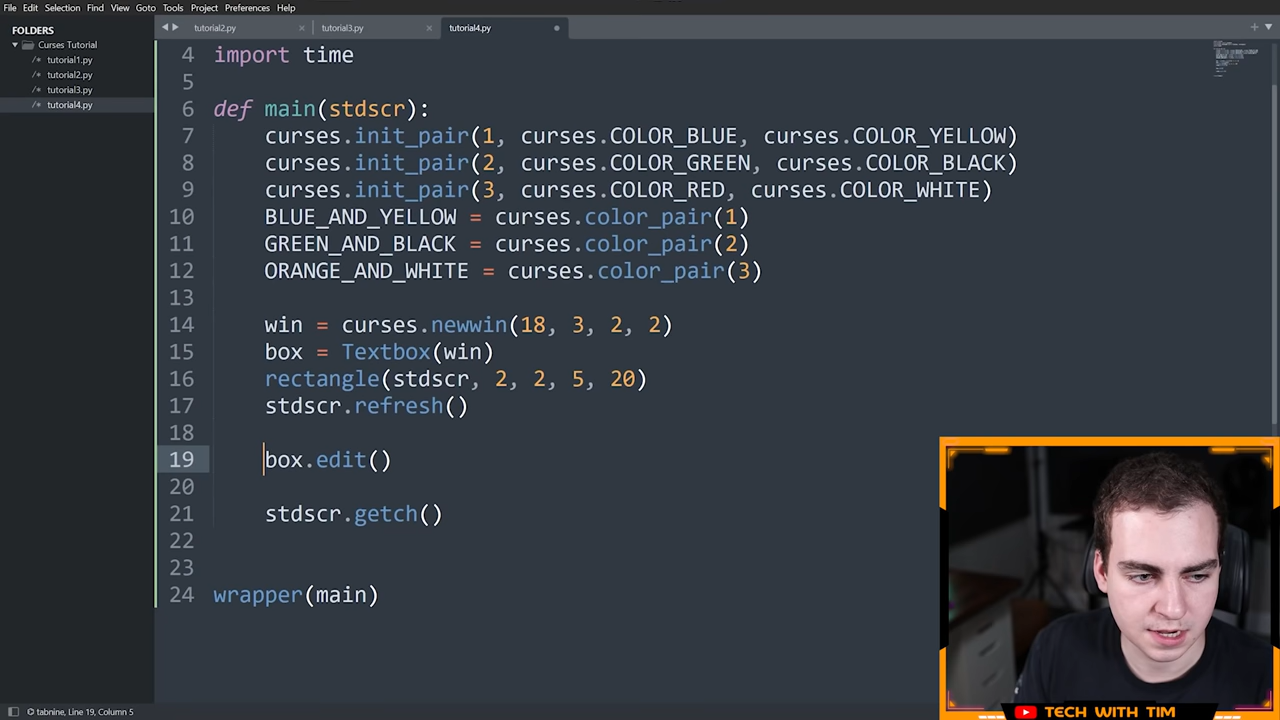 File Edit Selection Find View Goto Tools Project Preferences Help
FOLDERS
Curses Tutorial
tutorial1.py
tutorial2.py
tutorial3.py
tutorial4.py
tutorial2.py tutorial3.py tutorial4.py
4 import time
5
6 def main(stdscr):
7 curses.init_pair(1, curses.COLOR_BLUE, curses.COLOR_YELLOW)
8 curses.init_pair(2, curses.COLOR_GREEN, curses.COLOR_BLACK)
9 curses.init_pair(3, curses.COLOR_RED, curses.COLOR_WHITE)
10 BLUE_AND_YELLOW = curses.color_pair(1)
11 GREEN_AND_BLACK = curses.color_pair(2)
12 ORANGE_AND_WHITE = curses.color_pair(3)
13
14 win = curses.newwin(18, 3, 2, 2)
15 box = Textbox(win)
16 rectangle(stdscr, 2, 2, 5, 20)
17 stdscr.refresh()
18
19 box.edit()
20
21 stdscr.getch()
22
23
24 wrapper(main)
tabnine, Line 19, Column 5
TECH WITH TIM